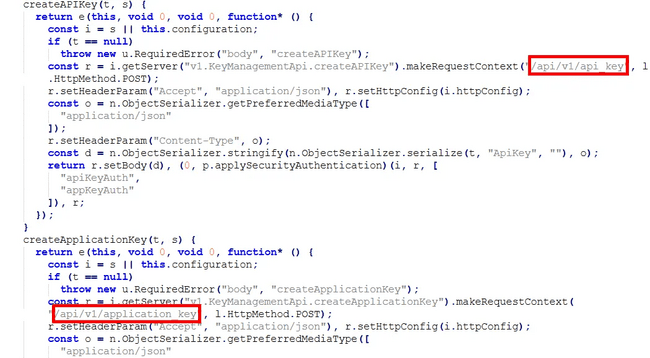 createAPIKey(t, s) {
return e(this, void 0, void 0, function* () {
const i = s || this.configuration;
if (t == null)
throw new u.RequiredError("body", "createAPIKey");
const r = i.getServer("v1.KeyManagementApi.createAPIKey").makeRequestContext("/api/v1/api_key", l
.HttpMethod.POST);
r.setHeaderParam("Accept", "application/json"), r.setHttpConfig(i.httpConfig);
const o = n.ObjectSerializer.getPreferredMediaType([
"application/json"
]);
r.setHeaderParam("Content-Type", o);
const d = n.ObjectSerializer.stringify(n.ObjectSerializer.serialize(t, "ApiKey", ""), o);
return r.setBody(d), (0, p.applySecurityAuthentication)(i, r, [
"apiKeyAuth",
"appKeyAuth"
]), r;
});
}
createApplicationKey(t, s) {
return e(this, void 0, void 0, function* () {
const i = s || this.configuration;
if (t == null)
throw new u.RequiredError("body", "createApplicationKey");
const r = i.getServer("v1.KeyManagementApi.createApplicationKey").makeRequestContext(
"/api/v1/application_key", l.HttpMethod.POST);
r.setHeaderParam("Accept", "application/json"), r.setHttpConfig(i.httpConfig);
const o = n.ObjectSerializer.getPreferredMediaType([
"application/json"